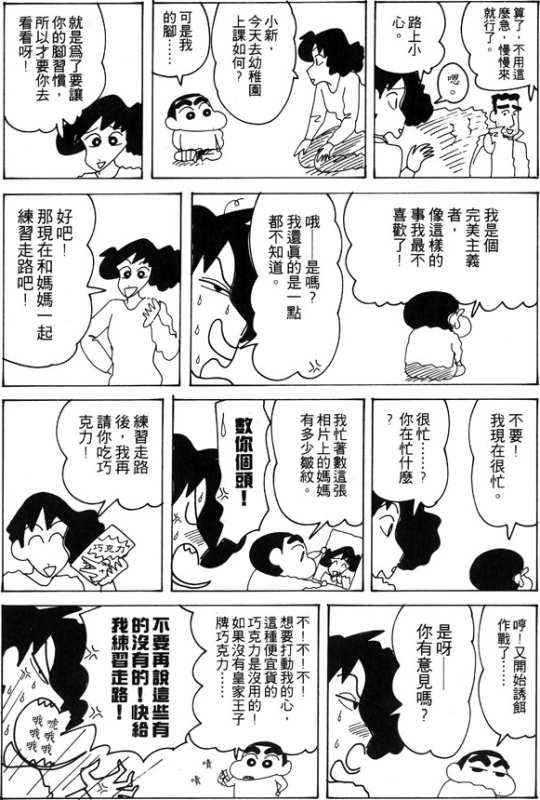 算了，不用這
麼急，慢慢來
就行了。
嗯。
路上小
心。
小新，
今天去幼稚園
上課如何？
可是我
的腳……
就是為了要讓
你的腳習慣，
所以才要你去
看看呀！
我是個
完美主義
者，
像這樣的
事我最不
喜歡了！
哦——是嗎？
我還真的是一點
都不知道。
好吧！
那現在和媽媽一起
練習走路吧！
不要！
我現在很忙。
很忙……？
你在忙什麼
？
我忙著數這張
相片上的媽媽
有多少皺紋。
數你個頭！
練習走路
後，我再
請你吃巧
克力！
巧克力
哼！又開始誘餌
作戰了……
是呀——
你有意見嗎？
不！不！不！
想要打動我的心，
這種便宜貨的
巧克力是沒用的！
如果沒有皇家王子
牌巧克力……
嘖
不要再說這些有
的沒有的！快給
我練習走路！
吼
哦哦
哦哦